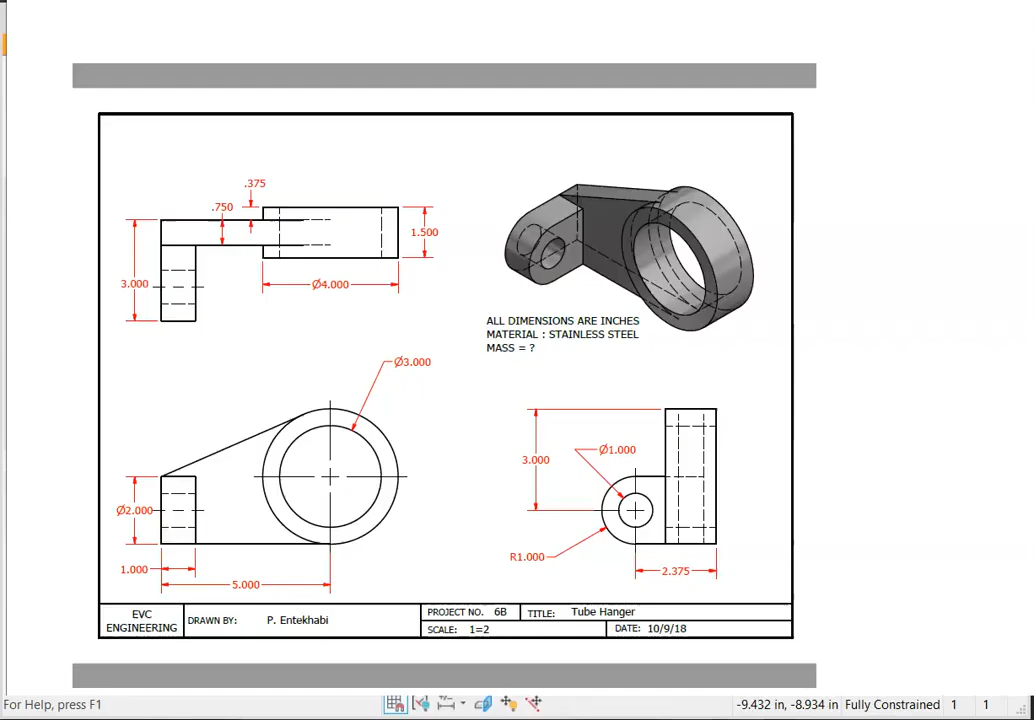 .375
.750
1.500
3.000
Ø4.000
ALL DIMENSIONS ARE INCHES
MATERIAL : STAINLESS STEEL
MASS = ?
Ø3.000
Ø2.000
1.000
5.000
3.000
Ø1.000
R1.000
2.375
EVC
ENGINEERING
DRAWN BY: P. Entekhabi
PROJECT NO. 6B
TITLE: Tube Hanger
SCALE: 1=2
DATE: 10/9/18
For Help, press F1
-9.432 in, -8.934 in Fully Constrained 1 1